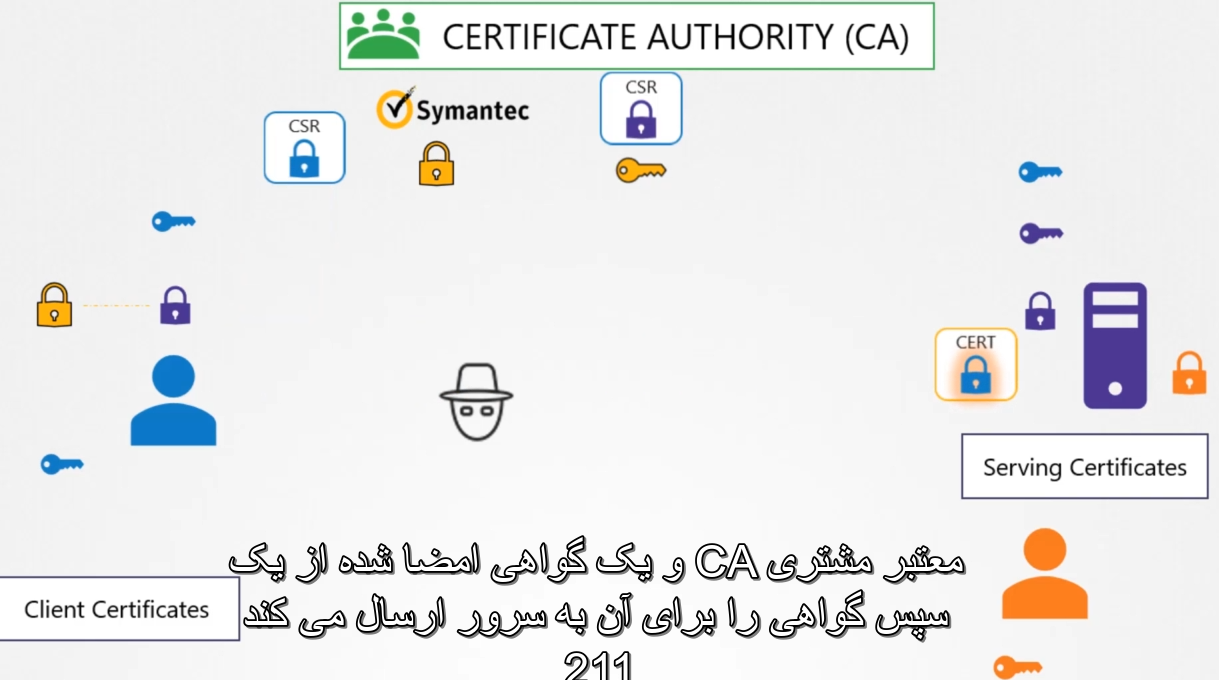 CERTIFICATE AUTHORITY (CA)
CSR
Symantec
CSR
CERT
Serving Certificates
Client Certificates
معتبر مشتری CA و یک گواهی امضا شده از یک
سپس گواهی را برای آن به سرور ارسال می کند
211